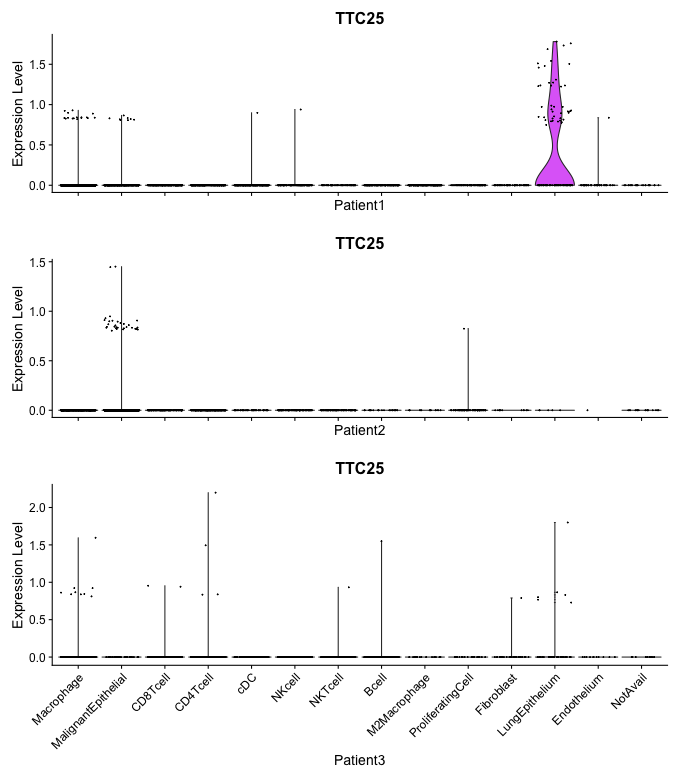 TTC25
Expression Level
1.5
1.0
0.5
0.0
Patient1
TTC25
Expression Level
1.5
1.0
0.5
0.0
Patient2
TTC25
Expression Level
2.0
1.5
1.0
0.5
0.0
Macrophage
MalignantEpithelial
CD8Tcell
CD4Tcell
cDC
NKcell
NKTcell
Bcell
M2Macrophage
ProliferatingCell
Fibroblast
LungEpithelium
Endothelium
NotAvail
Patient3